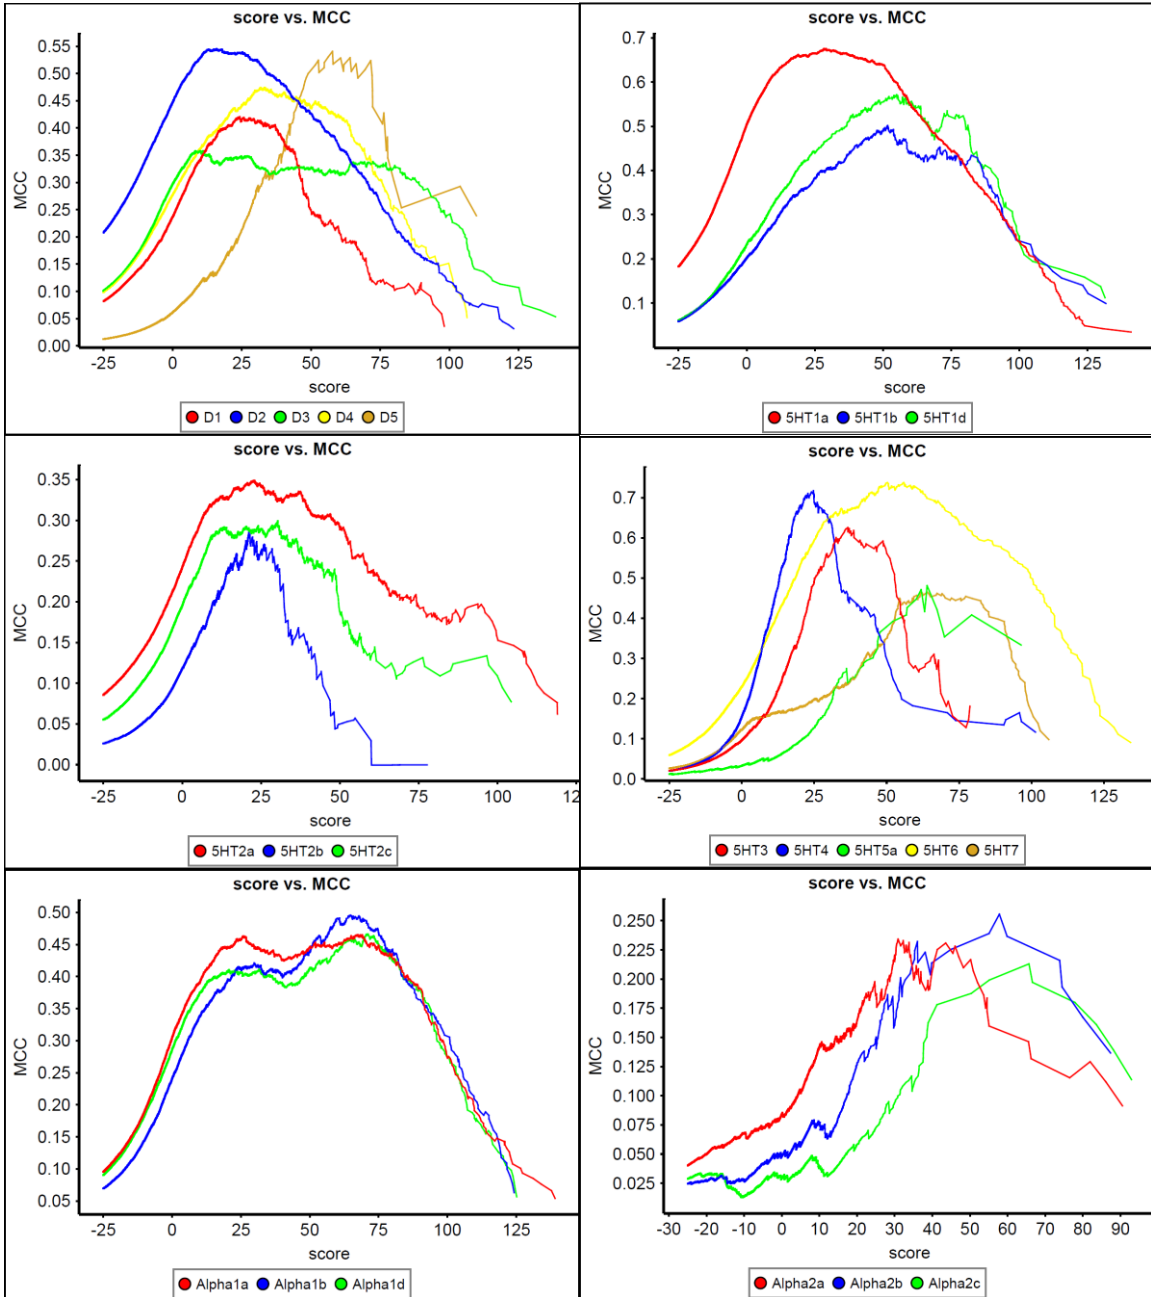 score vs. MCC
0.55
0.50
0.45
0.40
0.35
0.30
0.25
0.20
0.15
0.10
0.05
0.00
MCC
-25 0 25 50 75 100 125
score
D1 D2 D3 D4 D5
score vs. MCC
0.7
0.6
0.5
0.4
0.3
0.2
0.1
MCC
-25 0 25 50 75 100 125
score
5HT1a 5HT1b 5HT1d
score vs. MCC
0.35
0.30
0.25
0.20
0.15
0.10
0.05
0.00
MCC
-25 0 25 50 75 100
score
5HT2a 5HT2b 5HT2c
score vs. MCC
0.7
0.6
0.5
0.4
0.3
0.2
0.1
0.0
MCC
-25 0 25 50 75 100 125
score
5HT3 5HT4 5HT5a 5HT6 5HT7
score vs. MCC
0.50
0.45
0.40
0.35
0.30
0.25
0.20
0.15
0.10
0.05
MCC
-25 0 25 50 75 100 125
score
Alpha1a Alpha1b Alpha1d
score vs. MCC
0.250
0.225
0.200
0.175
0.150
0.125
0.100
0.075
0.050
0.025
MCC
-30 -20 -10 0 10 20 30 40 50 60 70 80 90
score
Alpha2a Alpha2b Alpha2c